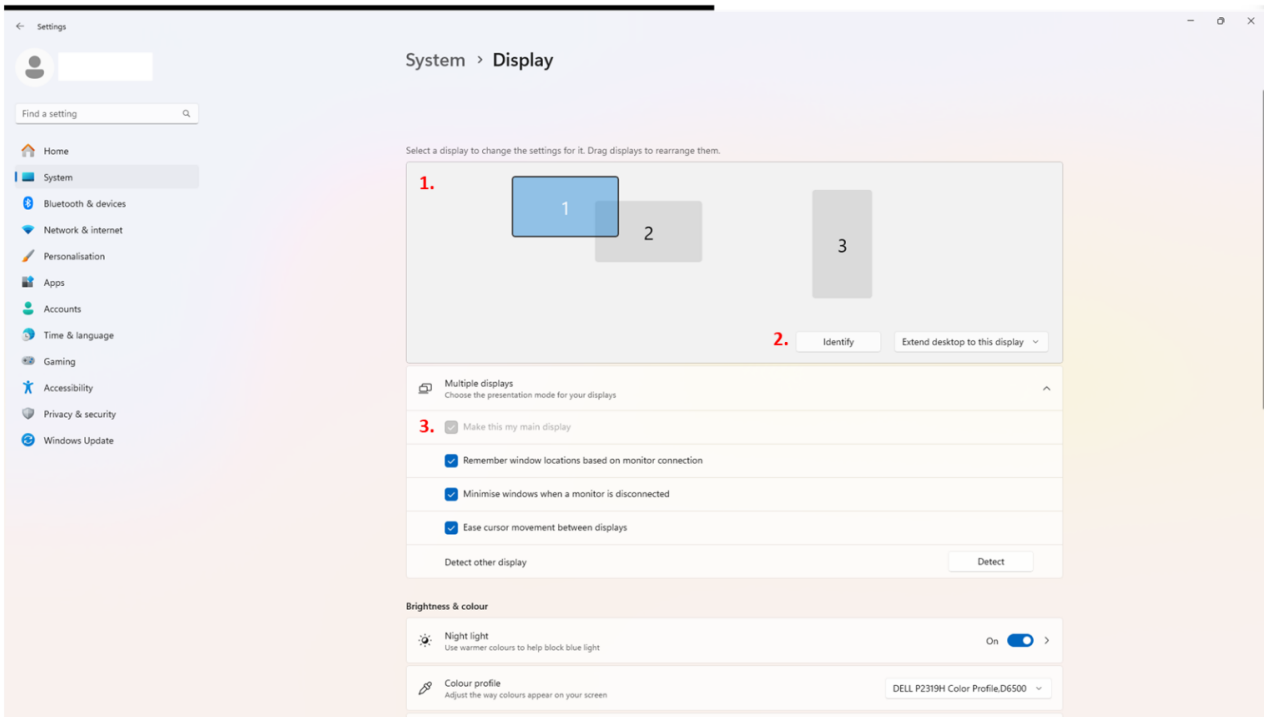 Settings
System > Display
Find a setting
Home
System
Bluetooth & devices
Network & internet
Personalisation
Apps
Accounts
Time & language
Gaming
Accessibility
Privacy & security
Windows Update
Select a display to change the settings for it. Drag displays to rearrange them.
1.
1
2
3
2.
Identify
Extend desktop to this display
Multiple displays
Choose the presentation mode for your displays
3.
Make this my main display
Remember window locations based on monitor connection
Minimise windows when a monitor is disconnected
Ease cursor movement between displays
Detect other display
Detect
Brightness & colour
Night light
Use warmer colours to help block blue light
On
Colour profile
Adjust the way colours appear on your screen
DELL P2319H Color Profile,D6500